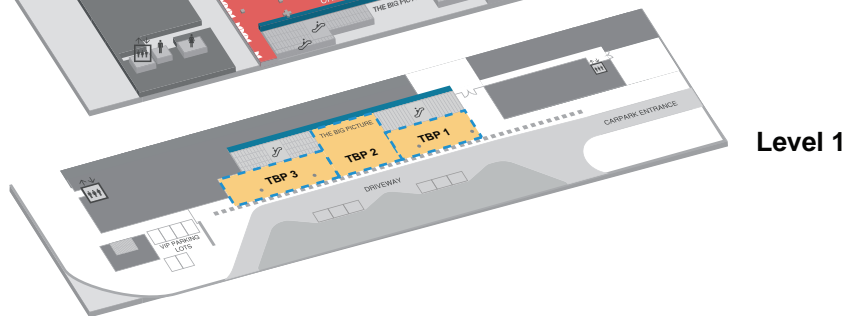 THE BIG
CARPARK ENTRANCE
Level 1
THE BIG PICTURE
TBP 1
TBP 2
TBP 3
DRIVEWAY
VIP PARKING
LOTS